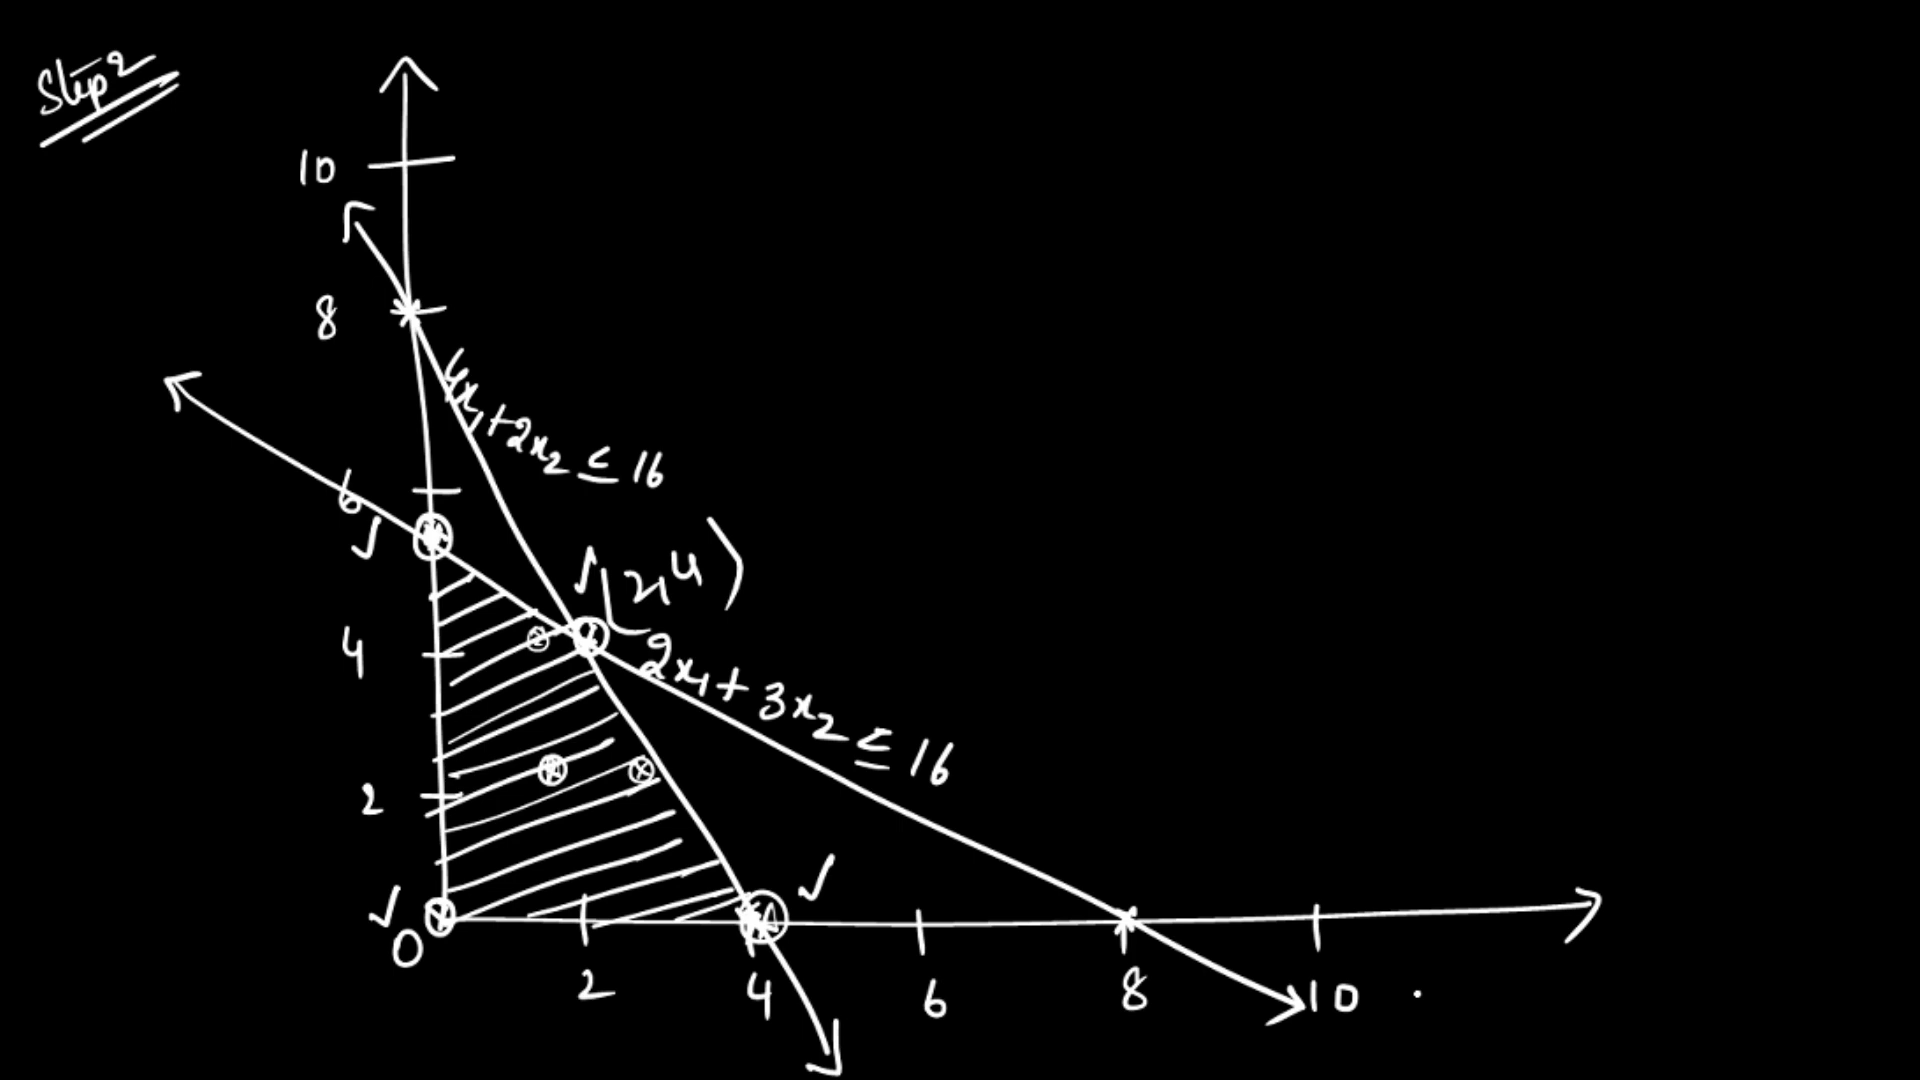 Step 2
10
8
4x₁+2x₂ ≤ 16
6
(2,4)
4
2x₁+3x₂ ≤ 16
2
0
2 4 6 8 10